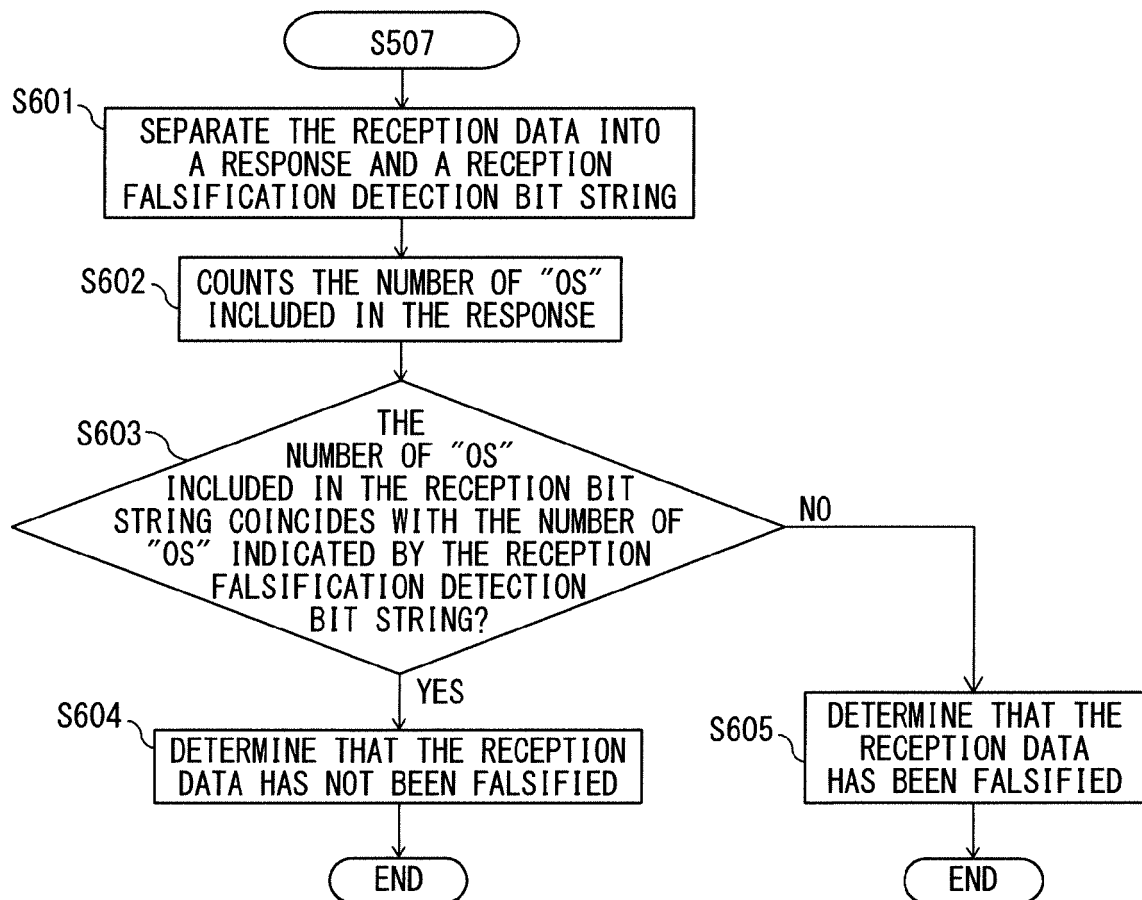 S507
S601
SEPARATE THE RECEPTION DATA INTO
A RESPONSE AND A RECEPTION
FALSIFICATION DETECTION BIT STRING
S602
COUNTS THE NUMBER OF "0S"
INCLUDED IN THE RESPONSE
S603
THE
NUMBER OF "0S"
INCLUDED IN THE RECEPTION BIT
STRING COINCIDES WITH THE NUMBER OF
"0S" INDICATED BY THE RECEPTION
FALSIFICATION DETECTION
BIT STRING?
NO
YES
S604
DETERMINE THAT THE RECEPTION
DATA HAS NOT BEEN FALSIFIED
S605
DETERMINE THAT THE
RECEPTION DATA
HAS BEEN FALSIFIED
END
END